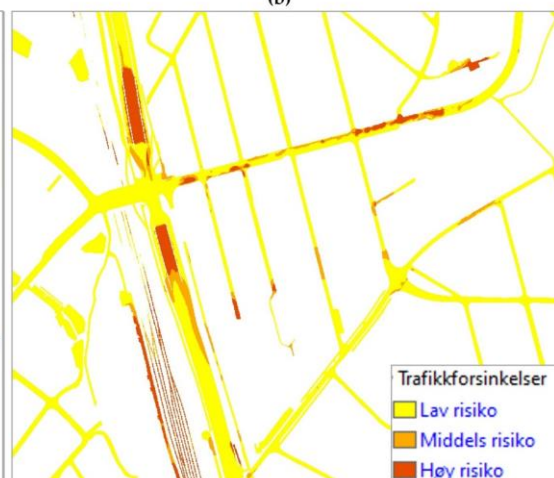 (b)
Trafikkforsinkelser
Lav risiko
Middels risiko
Høy risiko